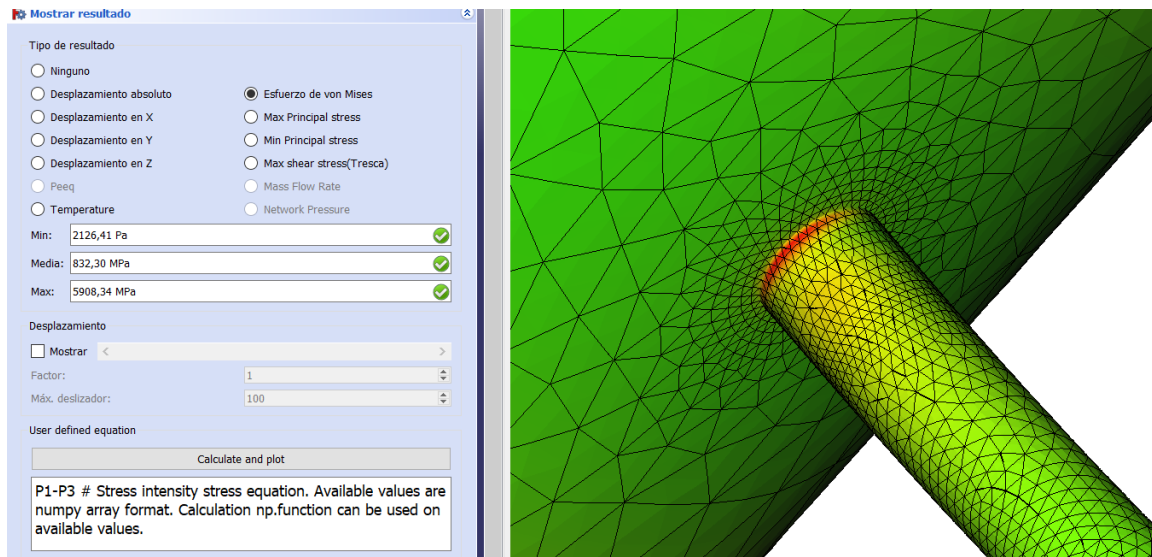 Mostrar resultado
Tipo de resultado
Ninguno
Desplazamiento absoluto
Esfuerzo de von Mises
Desplazamiento en X
Max Principal stress
Desplazamiento en Y
Min Principal stress
Desplazamiento en Z
Max shear stress(Tresca)
Peeq
Mass Flow Rate
Temperature
Network Pressure
Min: 2126,41 Pa
Media: 832,30 MPa
Max: 5908,34 MPa
Desplazamiento
Mostrar
Factor: 1
Máx. deslizador: 100
User defined equation
Calculate and plot
P1-P3 # Stress intensity stress equation. Available values are
numpy array format. Calculation np.function can be used on
available values.